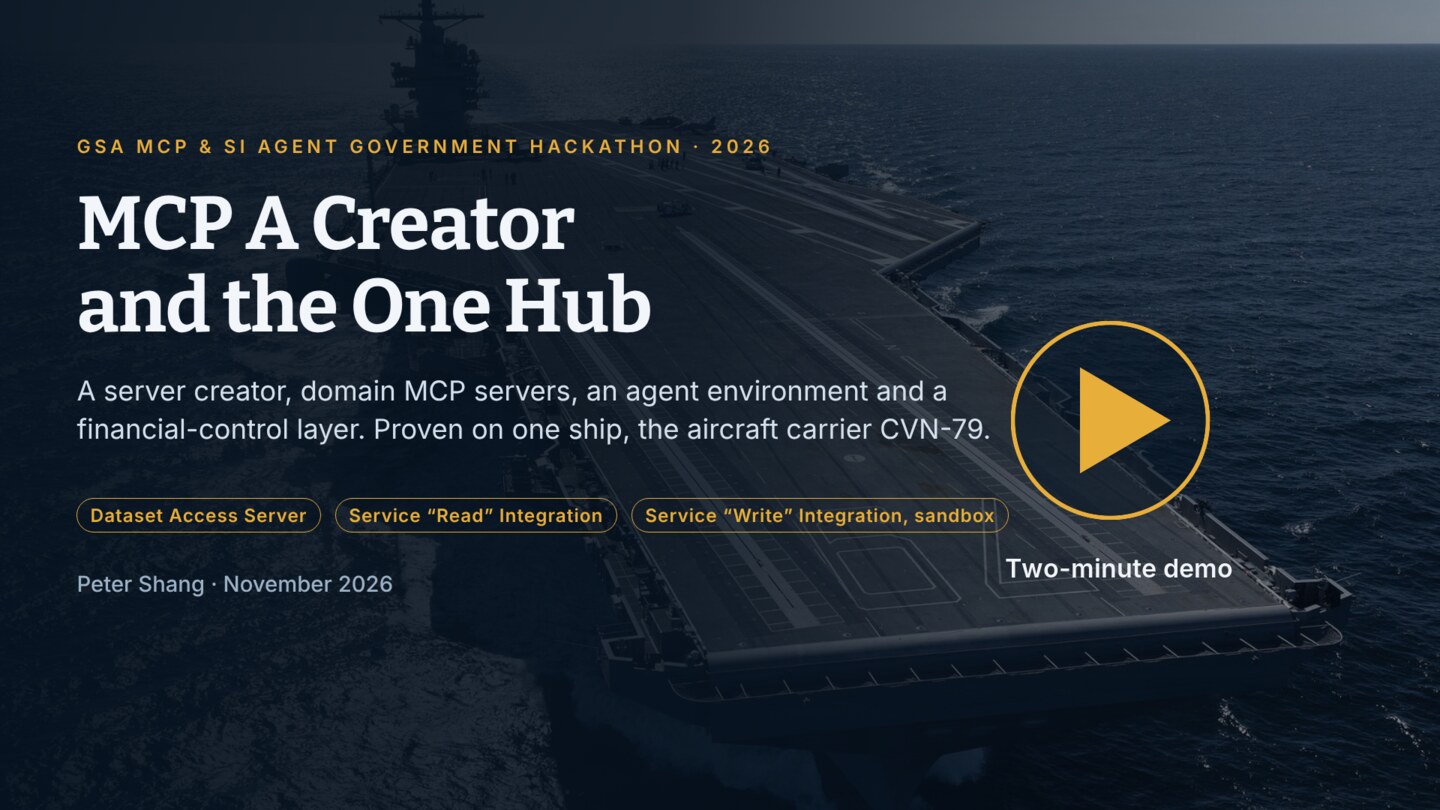 GSA MCP & SI AGENT GOVERNMENT HACKATHON · 2026
MCP A Creator
and the One Hub
A server creator, domain MCP servers, an agent environment and a
financial-control layer. Proven on one ship, the aircraft carrier CVN-79.
Dataset Access Server
Service “Read” Integration
Service “Write” Integration, sandbox
Two-minute demo
Peter Shang · November 2026